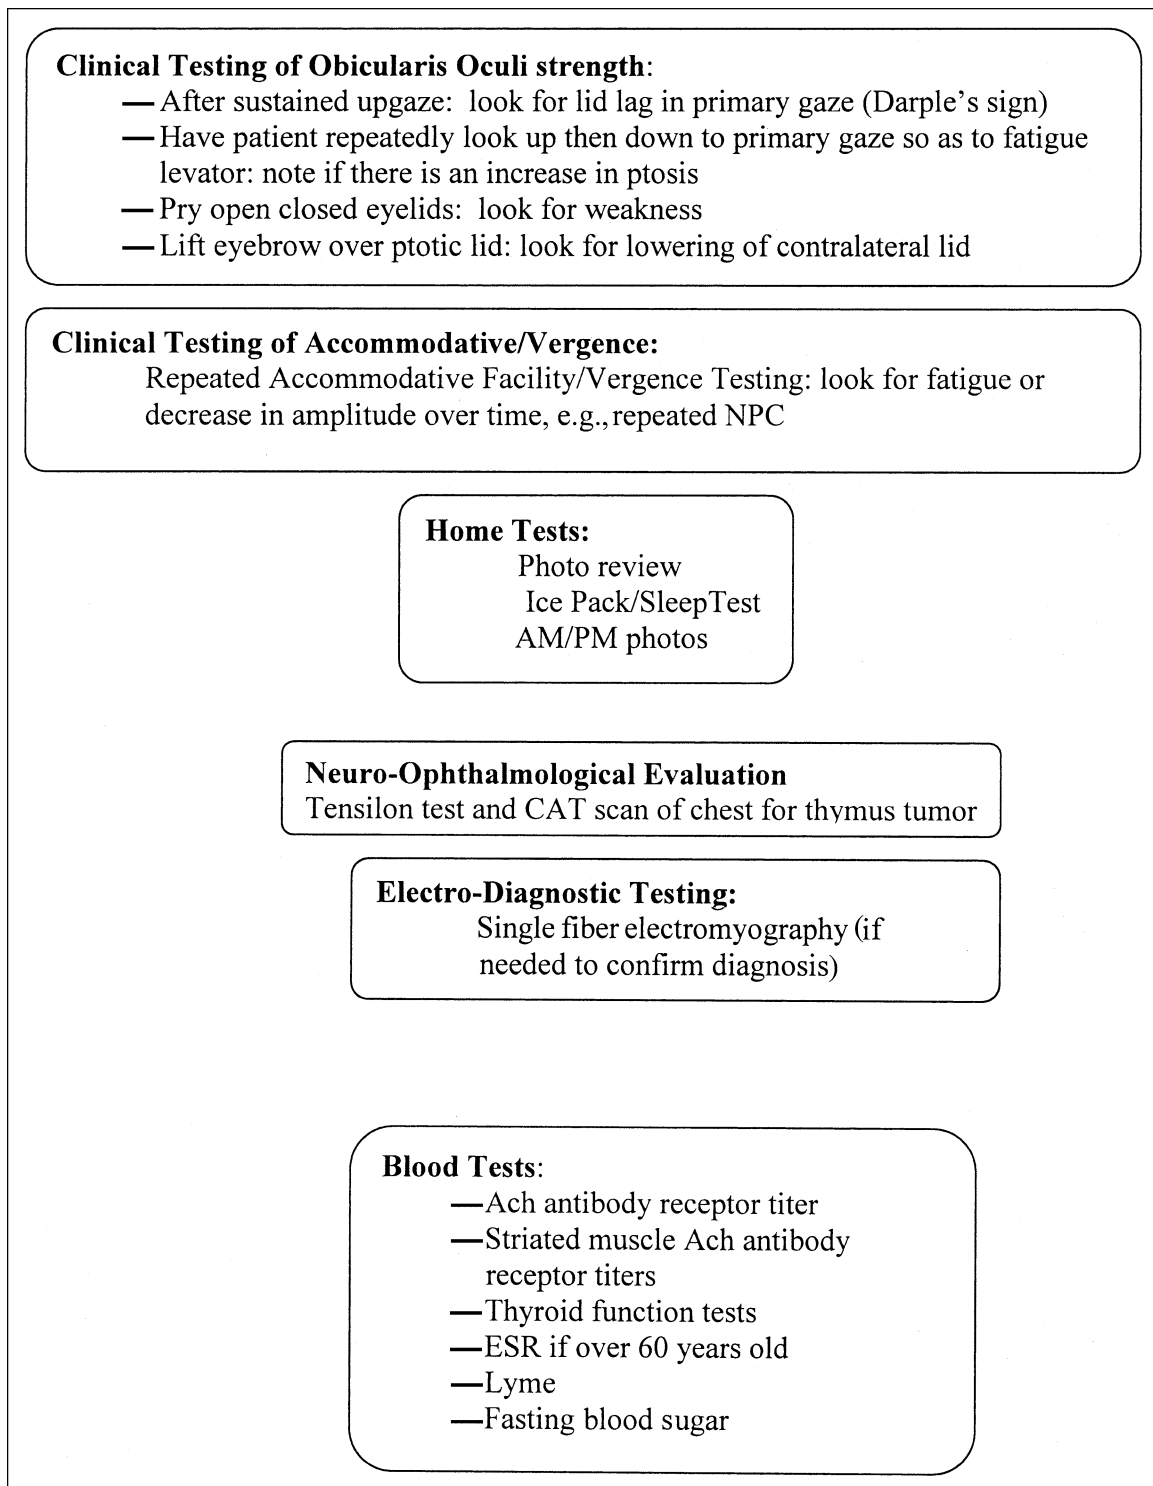 Clinical Testing of Obicularis Oculi strength:
— After sustained upgaze: look for lid lag in primary gaze (Darple's sign)
— Have patient repeatedly look up then down to primary gaze so as to fatigue
levator: note if there is an increase in ptosis
— Pry open closed eyelids: look for weakness
— Lift eyebrow over ptotic lid: look for lowering of contralateral lid
Clinical Testing of Accommodative/Vergence:
Repeated Accommodative Facility/Vergence Testing: look for fatigue or
decrease in amplitude over time, e.g., repeated NPC
Home Tests:
Photo review
Ice Pack/SleepTest
AM/PM photos
Neuro-Ophthalmological Evaluation
Tensilon test and CAT scan of chest for thymus tumor
Electro-Diagnostic Testing:
Single fiber electromyography (if
needed to confirm diagnosis)
Blood Tests:
—Ach antibody receptor titer
—Striated muscle Ach antibody
receptor titers
—Thyroid function tests
—ESR if over 60 years old
—Lyme
—Fasting blood sugar